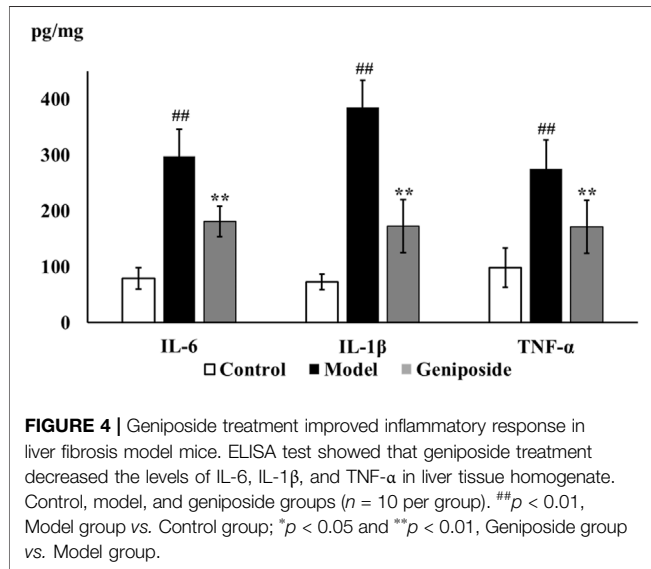 pg/mg
400
300
200
100
0
## ** ## ** ## **
IL-6 IL-1β TNF-α
Control Model Geniposide
FIGURE 4 | Geniposide treatment improved inflammatory response in
liver fibrosis model mice. ELISA test showed that geniposide treatment
decreased the levels of IL-6, IL-1β, and TNF-α in liver tissue homogenate.
Control, model, and geniposide groups (n = 10 per group). ##p < 0.01,
Model group vs. Control group; *p < 0.05 and **p < 0.01, Geniposide group
vs. Model group.